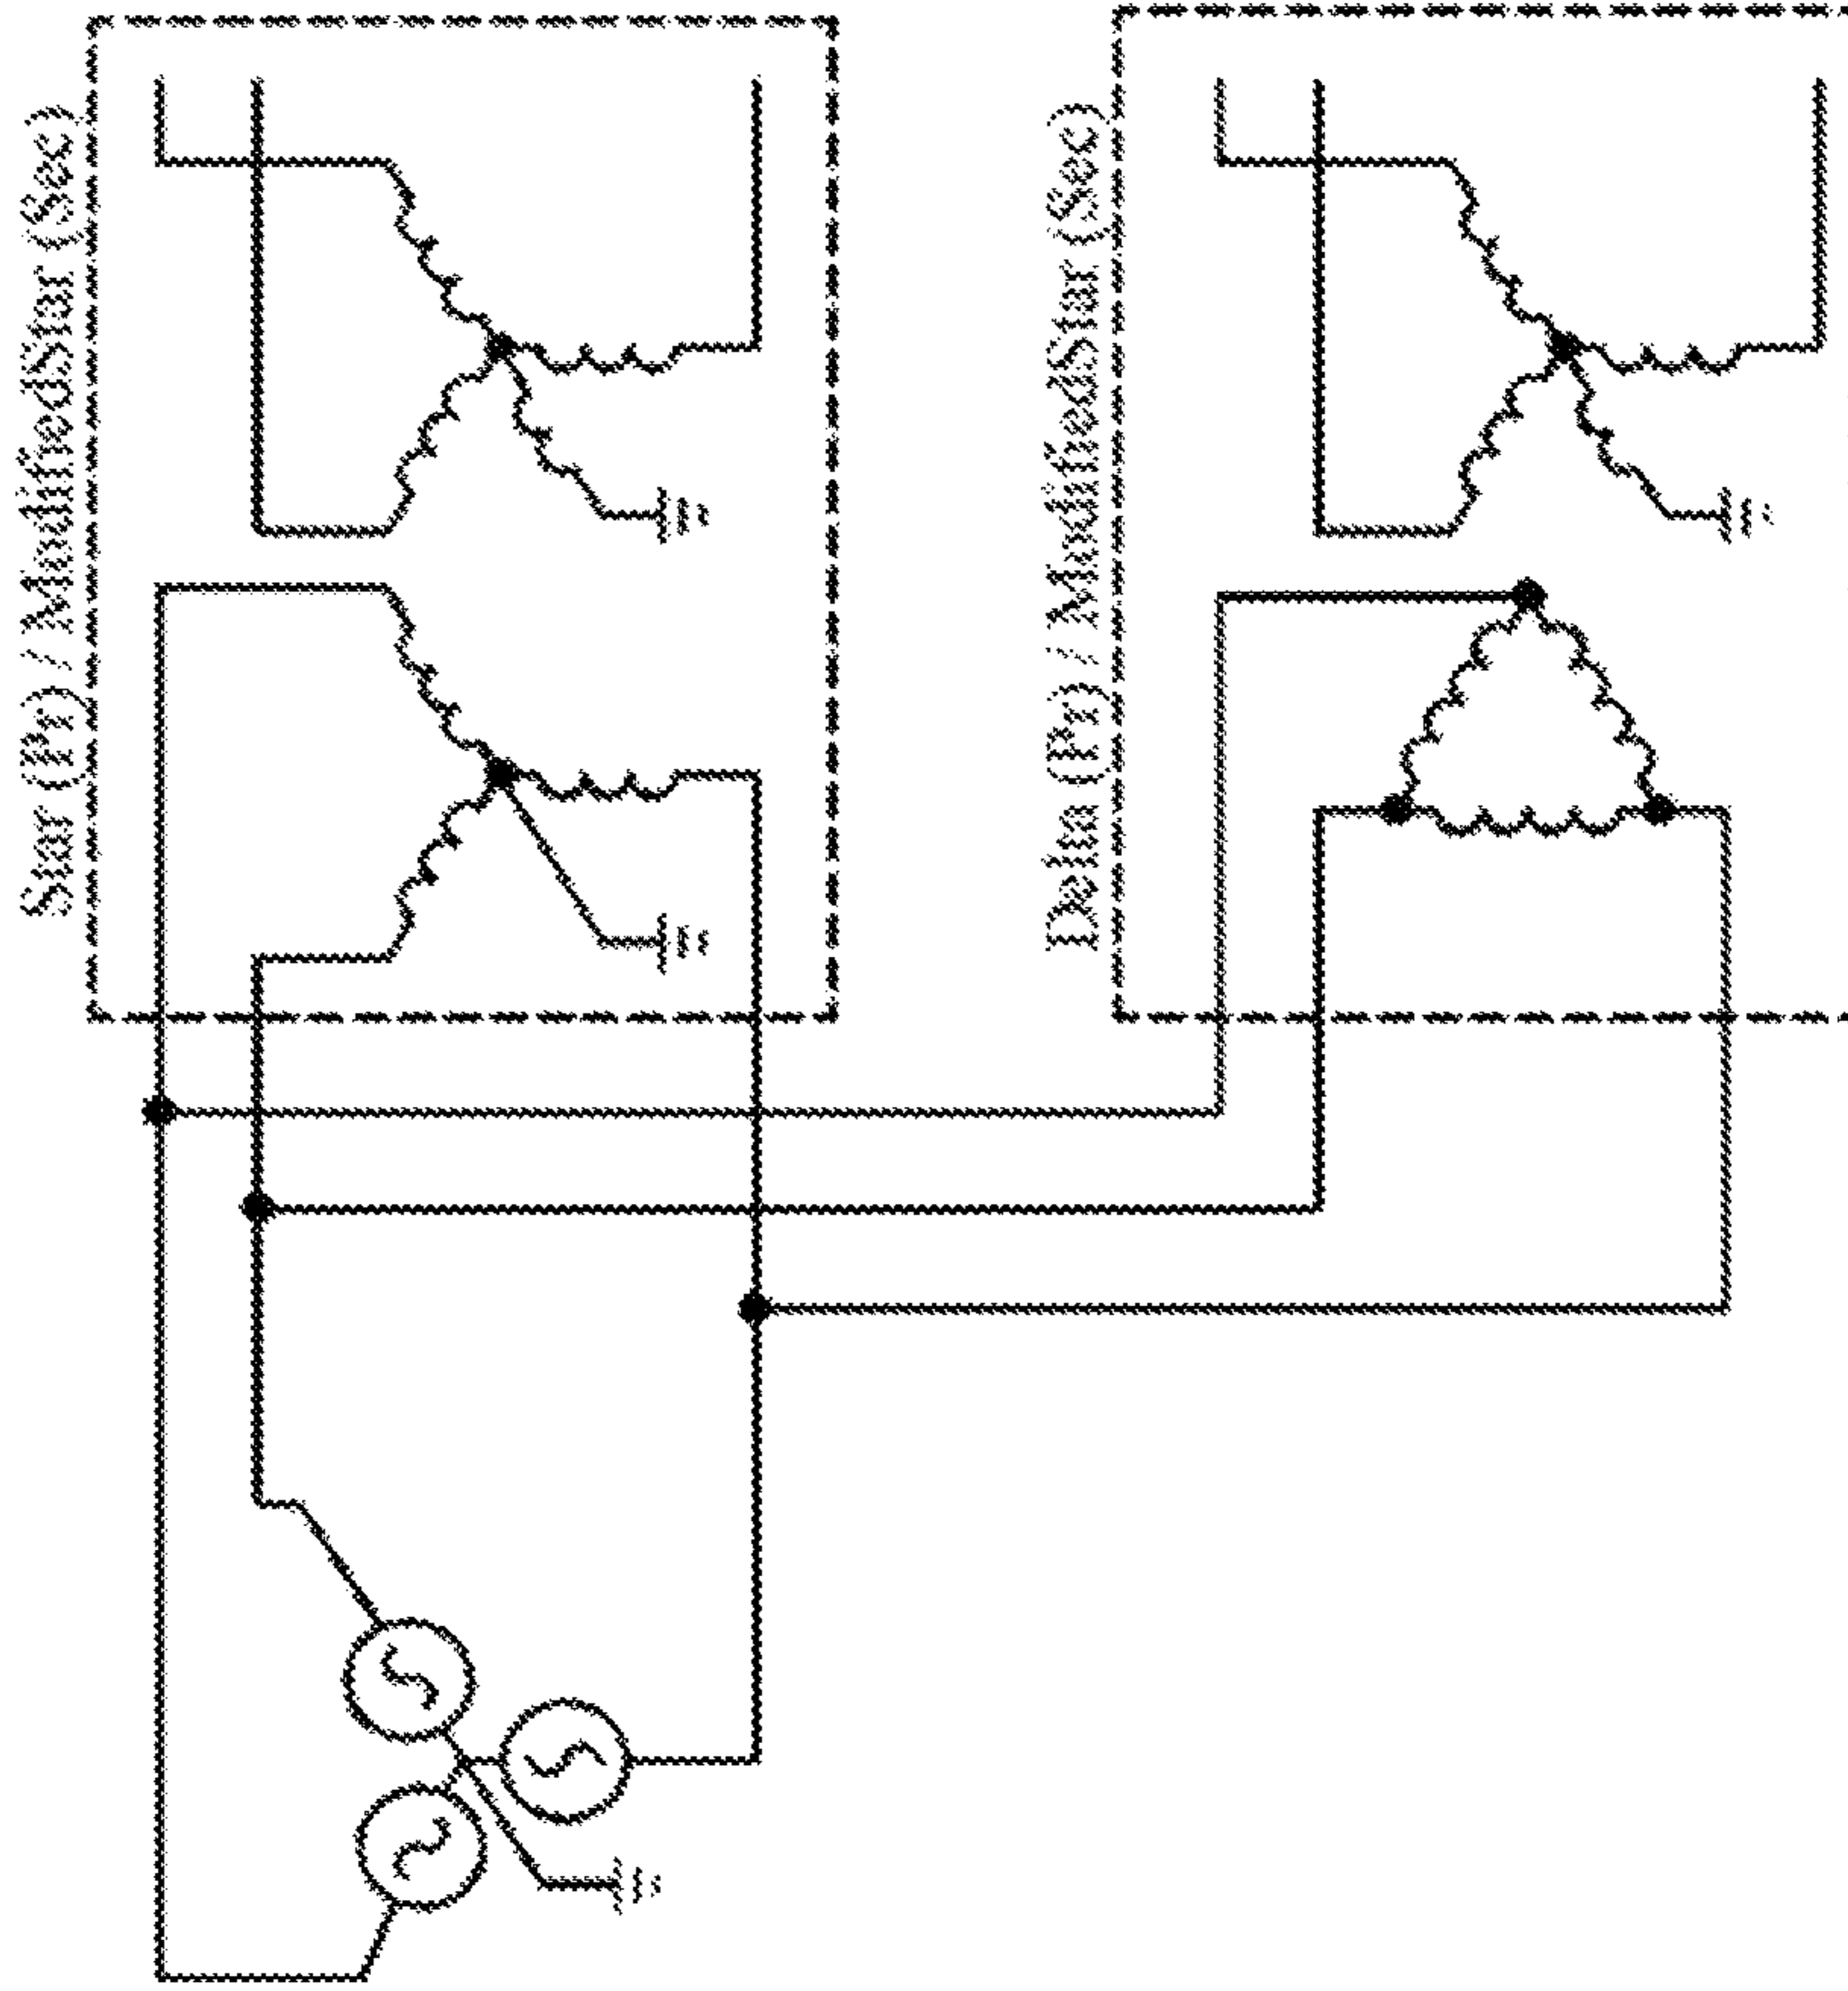 Star (Pri) / ModifiedStar (Sec)
Delta (Pri) / ModifiedStar (Sec)